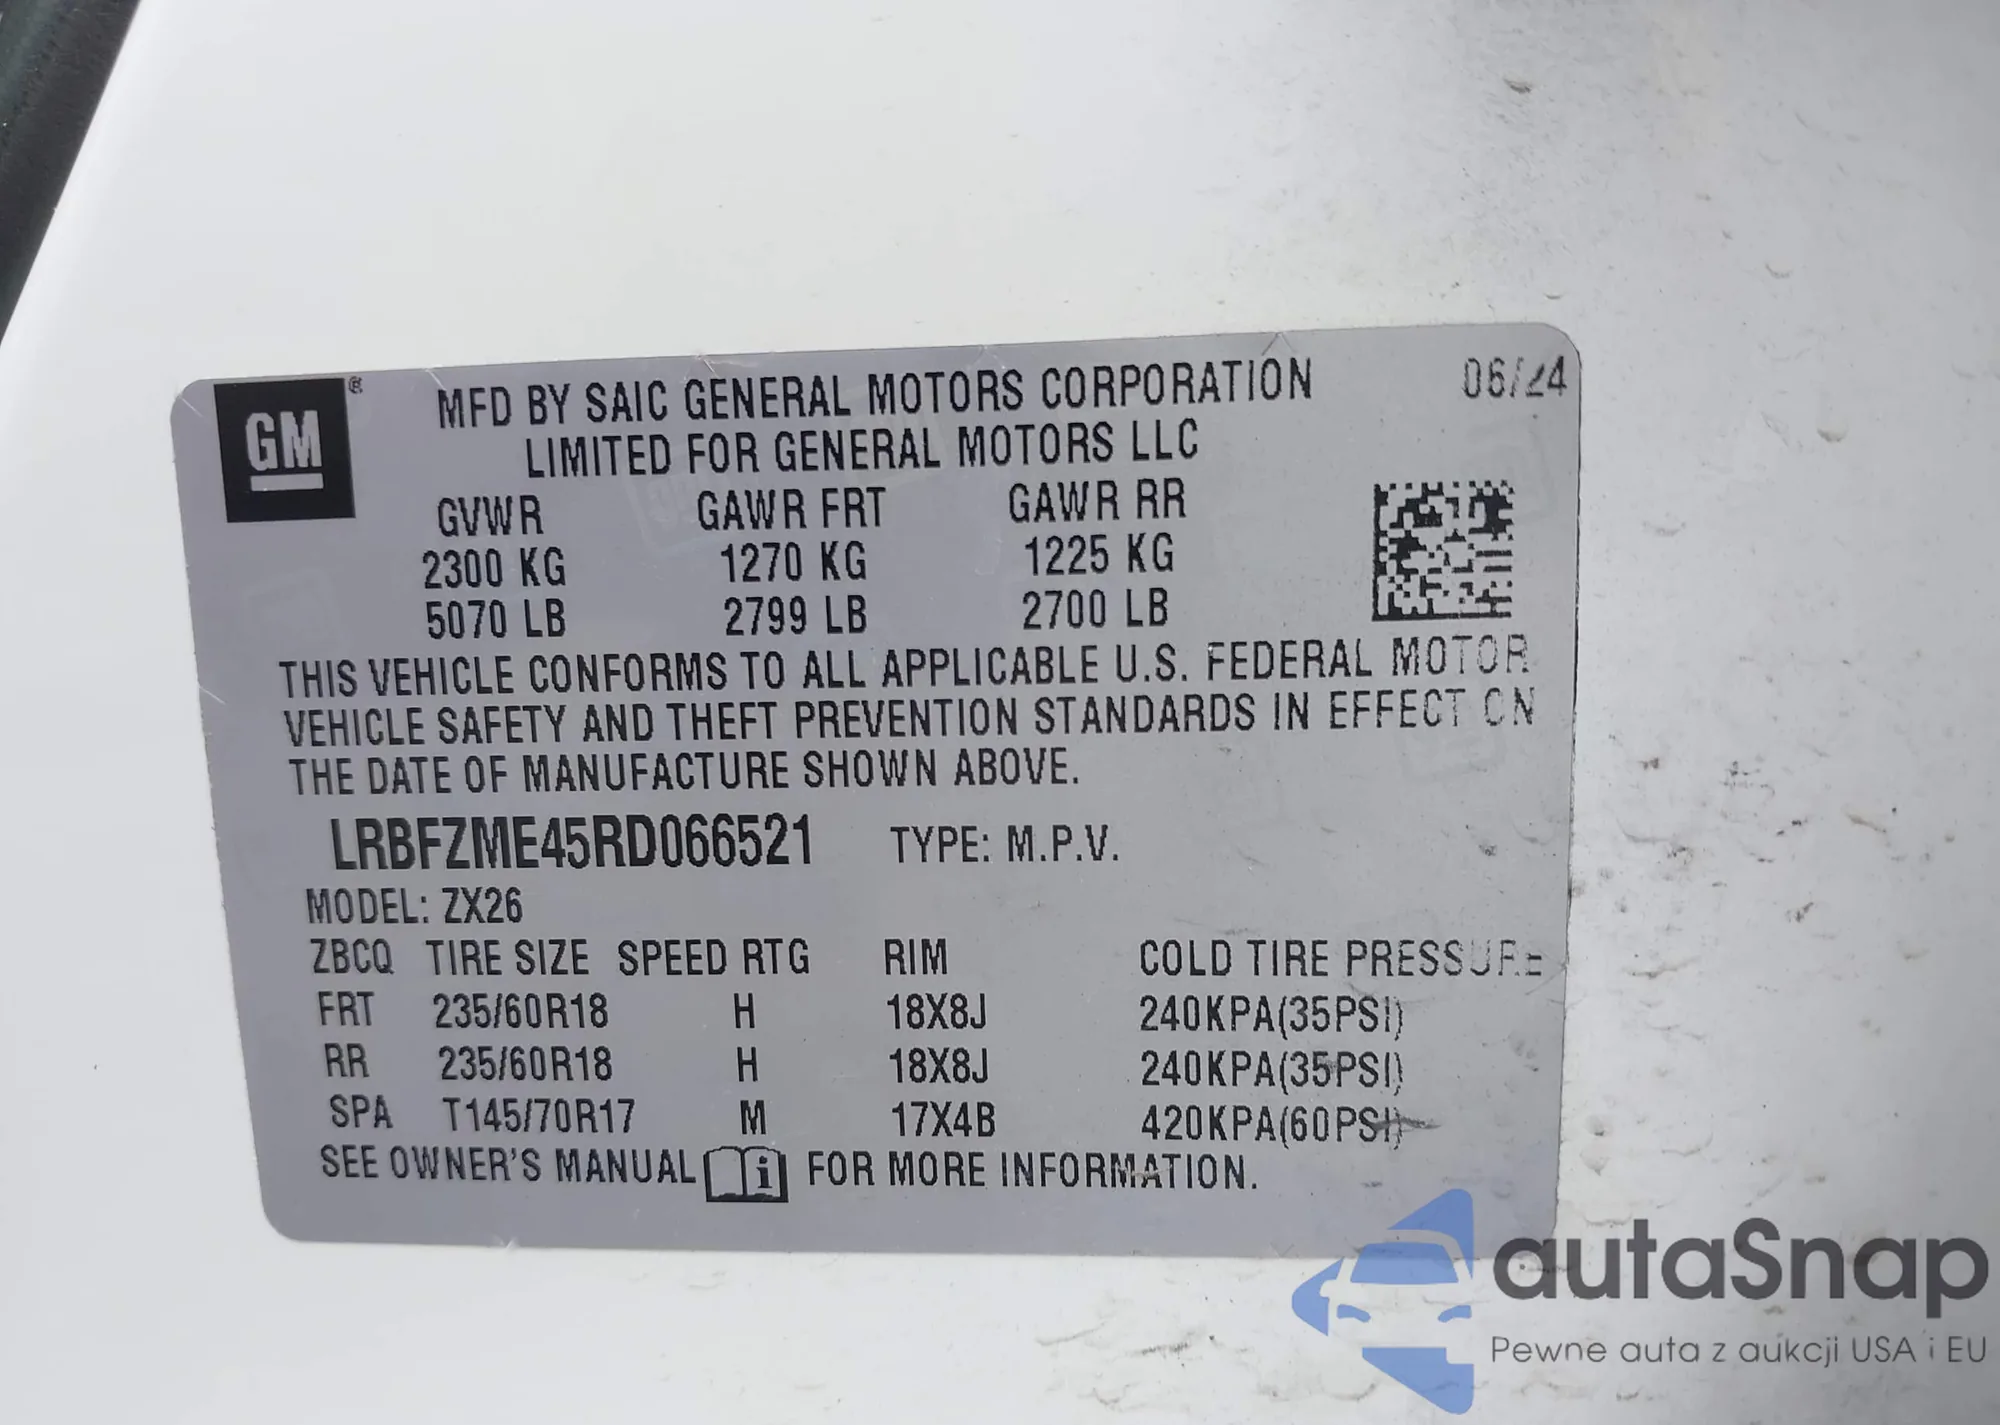 GM ®
MFD BY SAIC GENERAL MOTORS CORPORATION 06/24
LIMITED FOR GENERAL MOTORS LLC
GVWR GAWR FRT GAWR RR
2300 KG 1270 KG 1225 KG
5070 LB 2799 LB 2700 LB
THIS VEHICLE CONFORMS TO ALL APPLICABLE U.S. FEDERAL MOTOR
VEHICLE SAFETY AND THEFT PREVENTION STANDARDS IN EFFECT ON
THE DATE OF MANUFACTURE SHOWN ABOVE.
LRBFZME45RD066521 TYPE: M.P.V.
MODEL: ZX26
ZBCQ TIRE SIZE SPEED RTG RIM COLD TIRE PRESSURE
FRT 235/60R18 H 18X8J 240KPA(35PSI)
RR 235/60R18 H 18X8J 240KPA(35PSI)
SPA T145/70R17 M 17X4B 420KPA(60PSI)
SEE OWNER'S MANUAL i FOR MORE INFORMATION.
autaSnap
Pewne auta z aukcji USA i EU